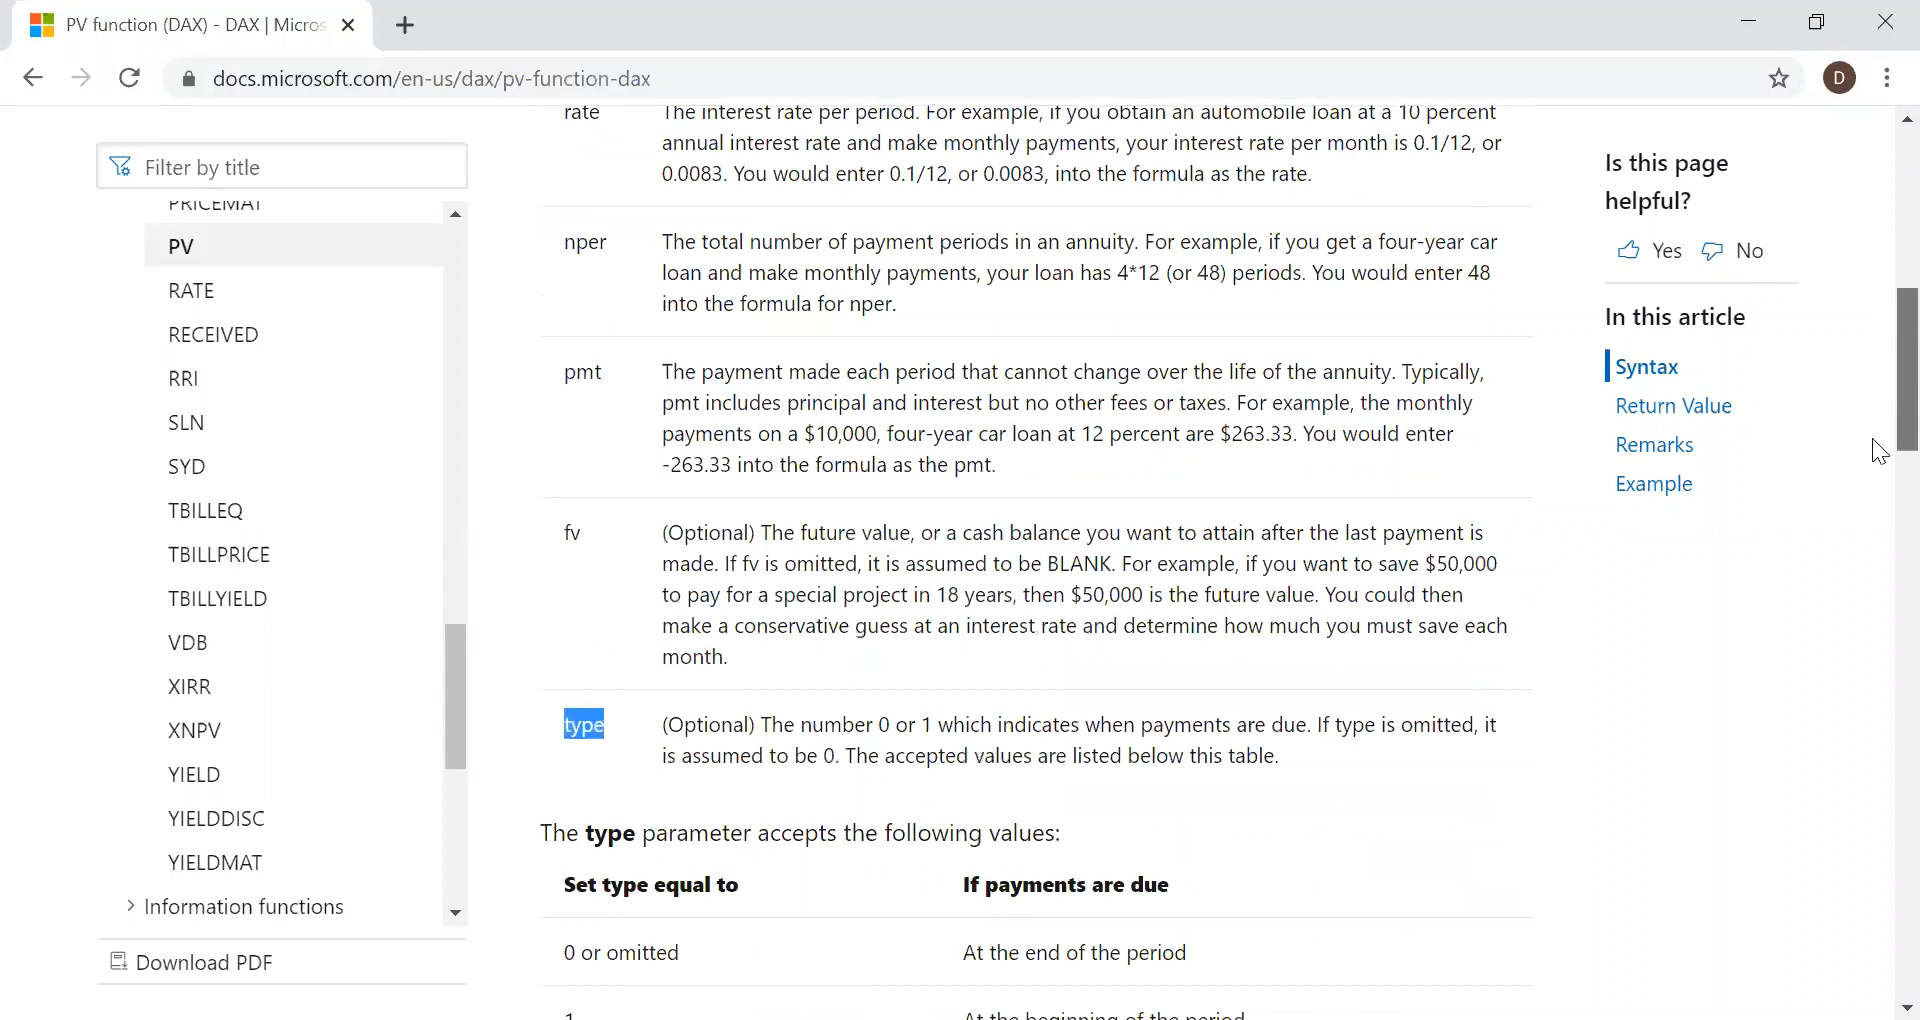 PV function (DAX) - DAX | Micros
docs.microsoft.com/en-us/dax/pv-function-dax
D
Filter by title
PRICEMAT
PV
RATE
RECEIVED
RRI
SLN
SYD
TBILLEQ
TBILLPRICE
TBILLYIELD
VDB
XIRR
XNPV
YIELD
YIELDDISC
YIELDMAT
Information functions
Download PDF
rate
The interest rate per period. For example, if you obtain an automobile loan at a 10 percent
annual interest rate and make monthly payments, your interest rate per month is 0.1/12, or
0.0083. You would enter 0.1/12, or 0.0083, into the formula as the rate.
nper
The total number of payment periods in an annuity. For example, if you get a four-year car
loan and make monthly payments, your loan has 4*12 (or 48) periods. You would enter 48
into the formula for nper.
pmt
The payment made each period that cannot change over the life of the annuity. Typically,
pmt includes principal and interest but no other fees or taxes. For example, the monthly
payments on a $10,000, four-year car loan at 12 percent are $263.33. You would enter
-263.33 into the formula as the pmt.
fv
(Optional) The future value, or a cash balance you want to attain after the last payment is
made. If fv is omitted, it is assumed to be BLANK. For example, if you want to save $50,000
to pay for a special project in 18 years, then $50,000 is the future value. You could then
make a conservative guess at an interest rate and determine how much you must save each
month.
type
(Optional) The number 0 or 1 which indicates when payments are due. If type is omitted, it
is assumed to be 0. The accepted values are listed below this table.
The type parameter accepts the following values:
Set type equal to
If payments are due
0 or omitted
At the end of the period
1
At the beginning of the period
Is this page
helpful?
Yes
No
In this article
Syntax
Return Value
Remarks
Example